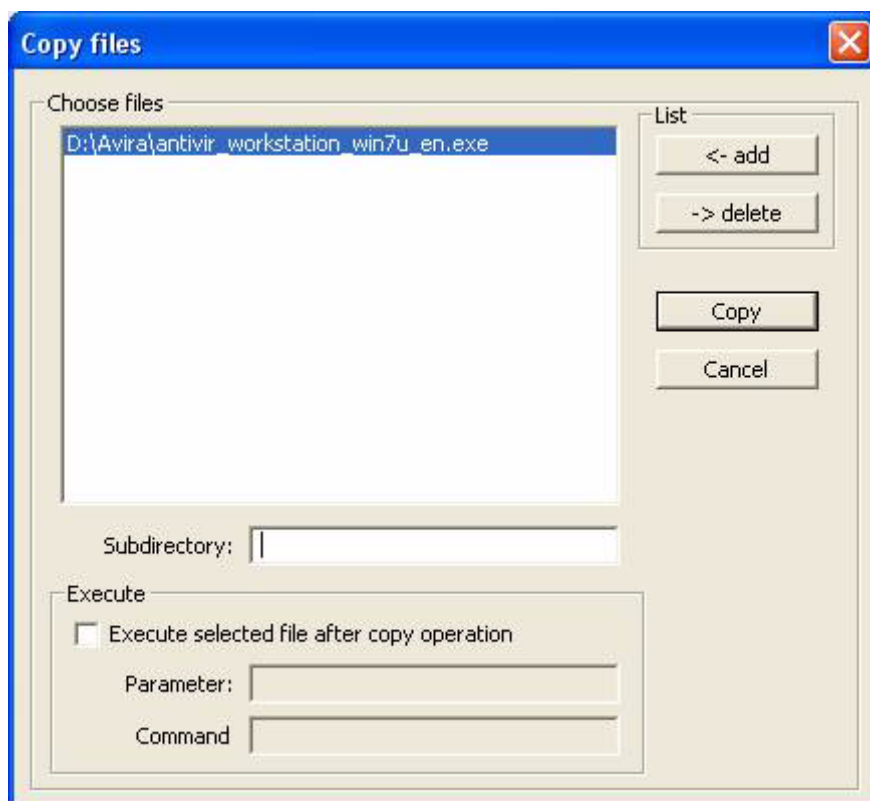 Copy files
Choose files
D:\Avira\antivir_workstation_win7u_en.exe
List
<- add
-> delete
Copy
Cancel
Subdirectory:
Execute
Execute selected file after copy operation
Parameter:
Command